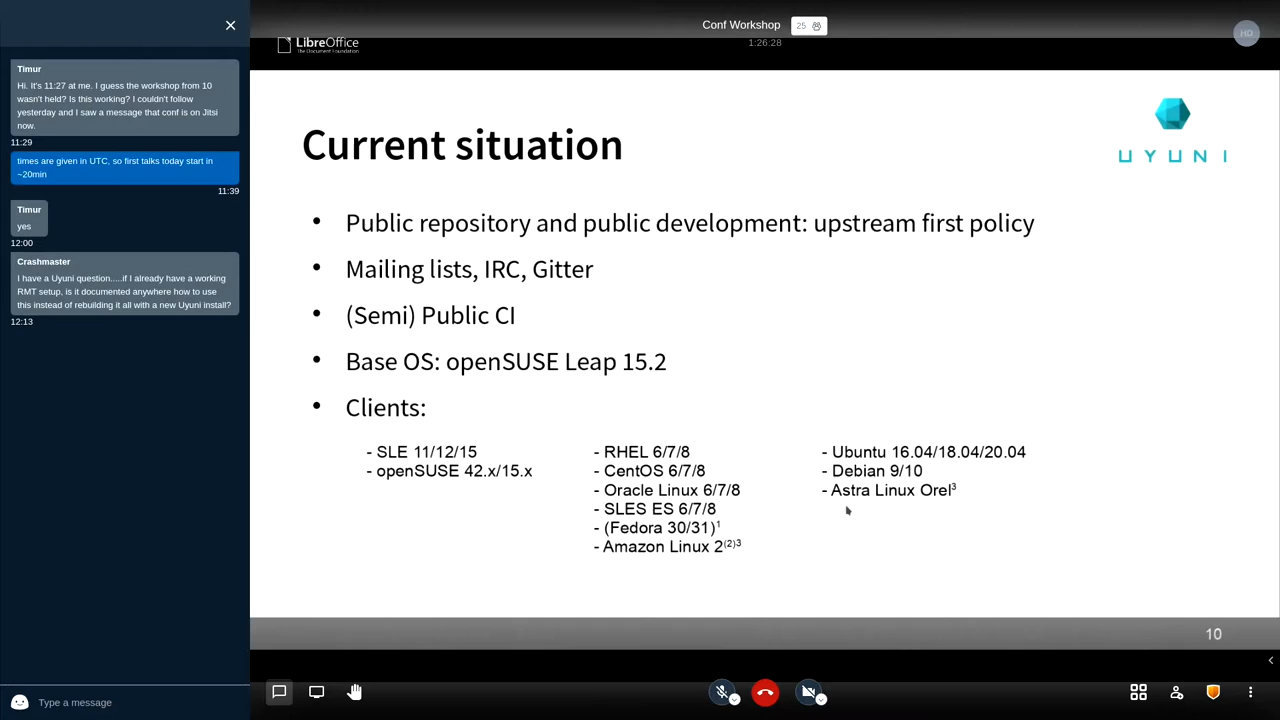 Conf Workshop
25
1:26:28
HD
LibreOffice
The Document Foundation
Timur
Hi. It's 11:27 at me. I guess the workshop from 10
wasn't held? Is this working? I couldn't follow
yesterday and I saw a message that conf is on Jitsi
now.
11:29
times are given in UTC, so first talks today start in
~20min
11:39
Timur
yes
12:00
Crashmaster
I have a Uyuni question.....if I already have a working
RMT setup, is it documented anywhere how to use
this instead of rebuilding it all with a new Uyuni install?
12:13
Type a message
Current situation
UYUNI
• Public repository and public development: upstream first policy
• Mailing lists, IRC, Gitter
• (Semi) Public CI
• Base OS: openSUSE Leap 15.2
• Clients:
- SLE 11/12/15
- openSUSE 42.x/15.x
- RHEL 6/7/8
- CentOS 6/7/8
- Oracle Linux 6/7/8
- SLES ES 6/7/8
- (Fedora 30/31)¹
- Amazon Linux 2⁽²⁾³
- Ubuntu 16.04/18.04/20.04
- Debian 9/10
- Astra Linux Orel³
10